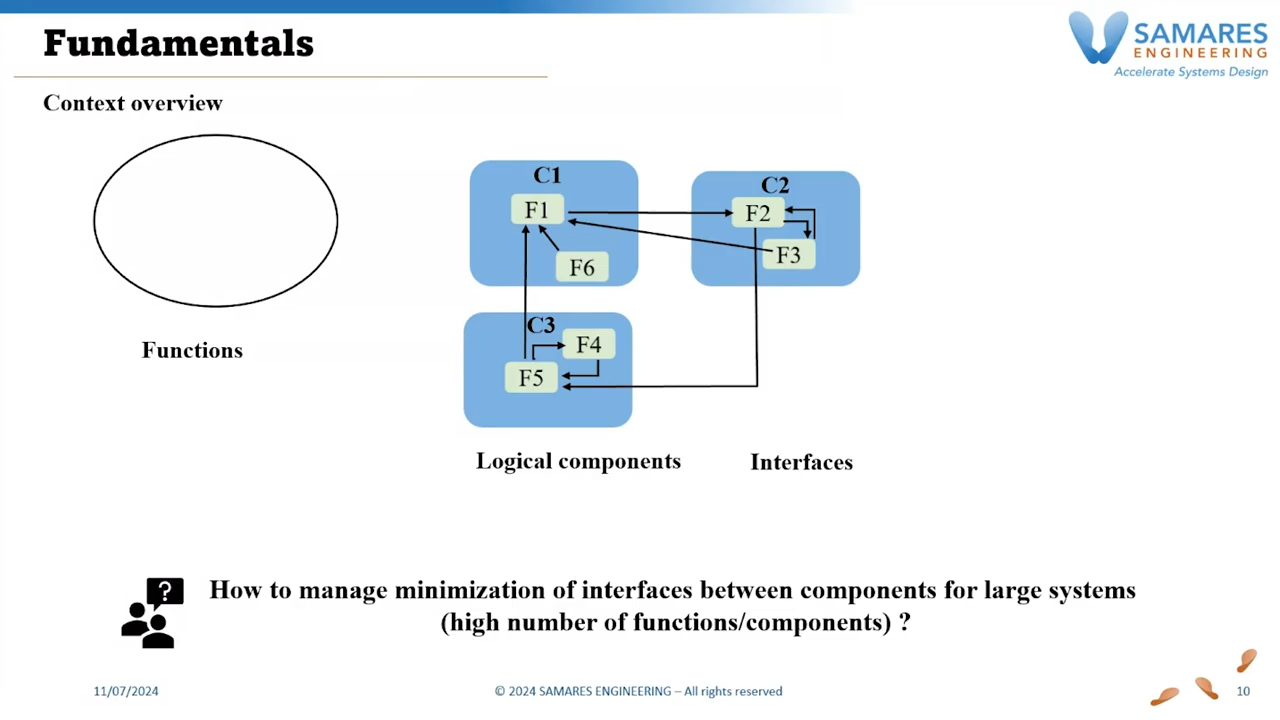 Fundamentals
SAMARES
ENGINEERING
Accelerate Systems Design
Context overview
C1
F1
F6
C2
F2
F3
C3
F4
F5
Functions
Logical components
Interfaces
?
How to manage minimization of interfaces between components for large systems
(high number of functions/components) ?
11/07/2024
© 2024 SAMARES ENGINEERING – All rights reserved
10